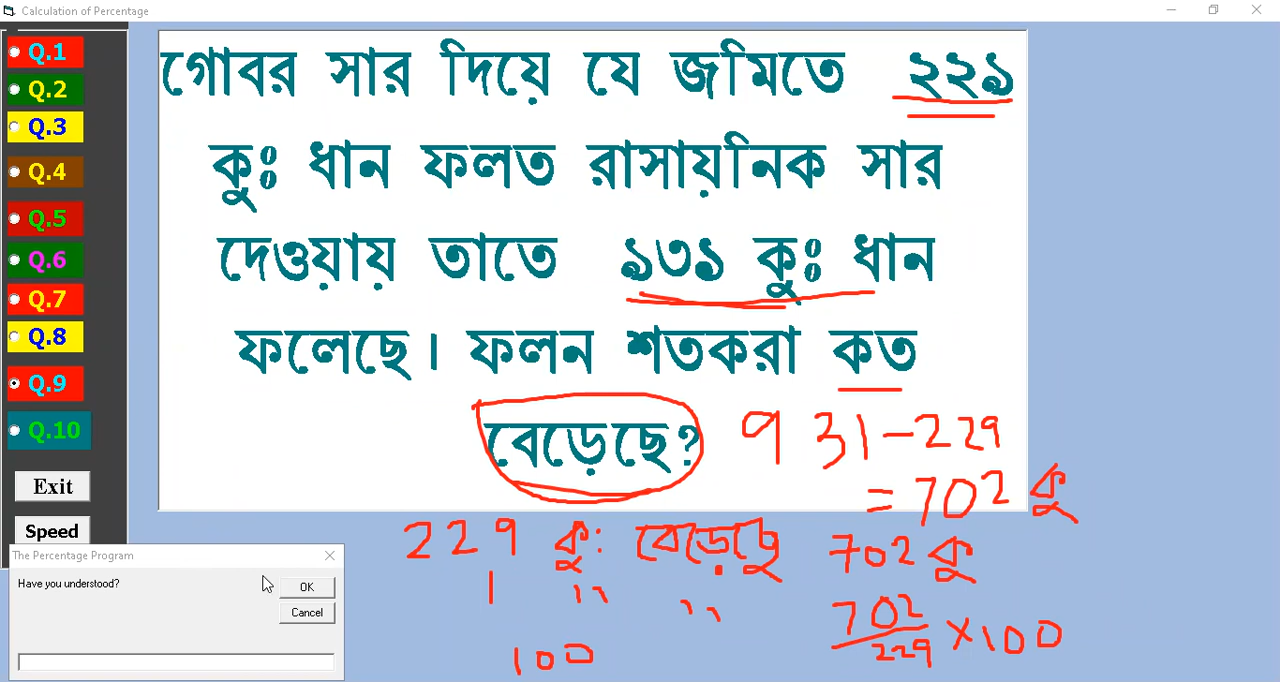 Calculation of Percentage
Q.1
Q.2
Q.3
Q.4
Q.5
Q.6
Q.7
Q.8
Q.9
Q.10
Exit
Speed
গোবর সার দিয়ে যে জমিতে ২২৯
কুঃ ধান ফলত রাসায়নিক সার
দেওয়ায় তাতে ৯৩১ কুঃ ধান
ফলেছে। ফলন শতকরা কত
বেড়েছে?
931-229
=702 কু
229 কু: বেড়েছে 702 কু
1 " " 702/229 ×100
100
The Percentage Program
Have you understood?
OK
Cancel